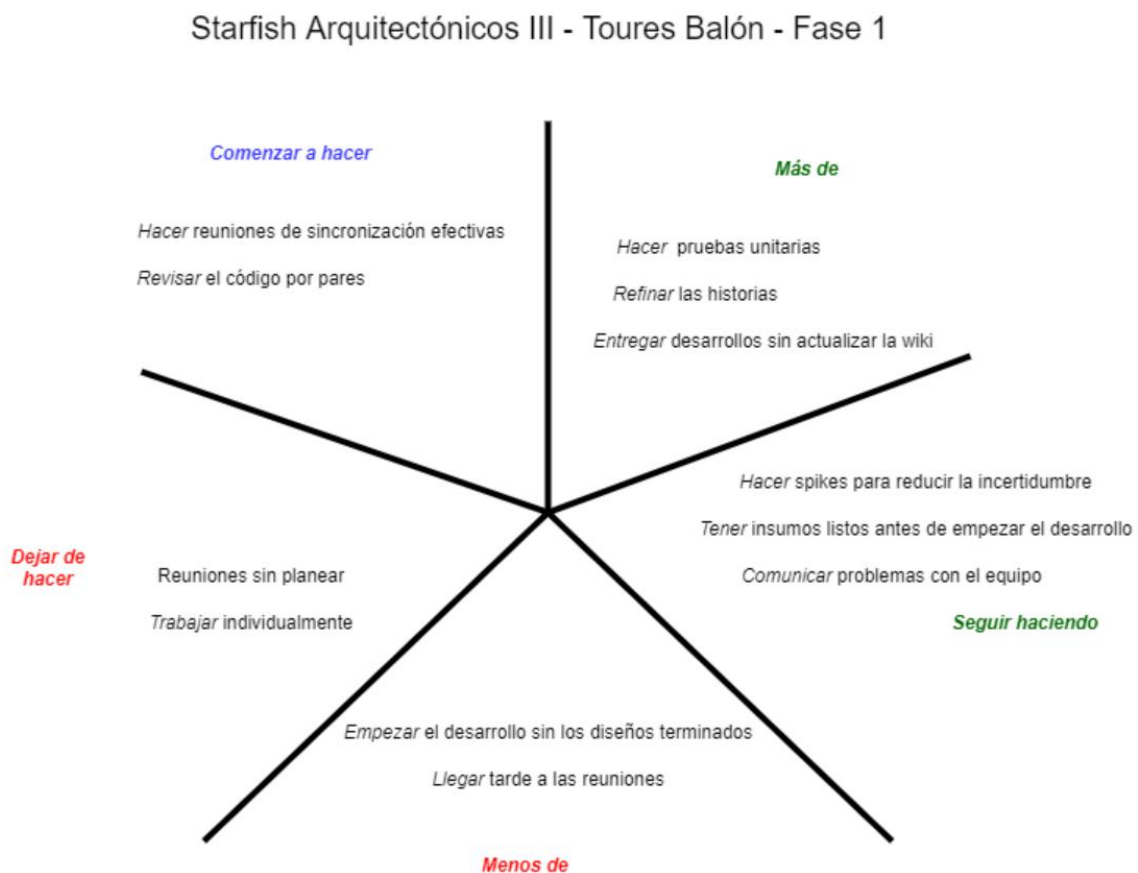 Starfish Arquitectónicos III - Toures Balón - Fase 1
Comenzar a hacer
Hacer reuniones de sincronización efectivas
Revisar el código por pares
Más de
Hacer pruebas unitarias
Refinar las historias
Entregar desarrollos sin actualizar la wiki
Hacer spikes para reducir la incertidumbre
Tener insumos listos antes de empezar el desarrollo
Comunicar problemas con el equipo
Seguir haciendo
Dejar de
hacer
Reuniones sin planear
Trabajar individualmente
Empezar el desarrollo sin los diseños terminados
Llegar tarde a las reuniones
Menos de